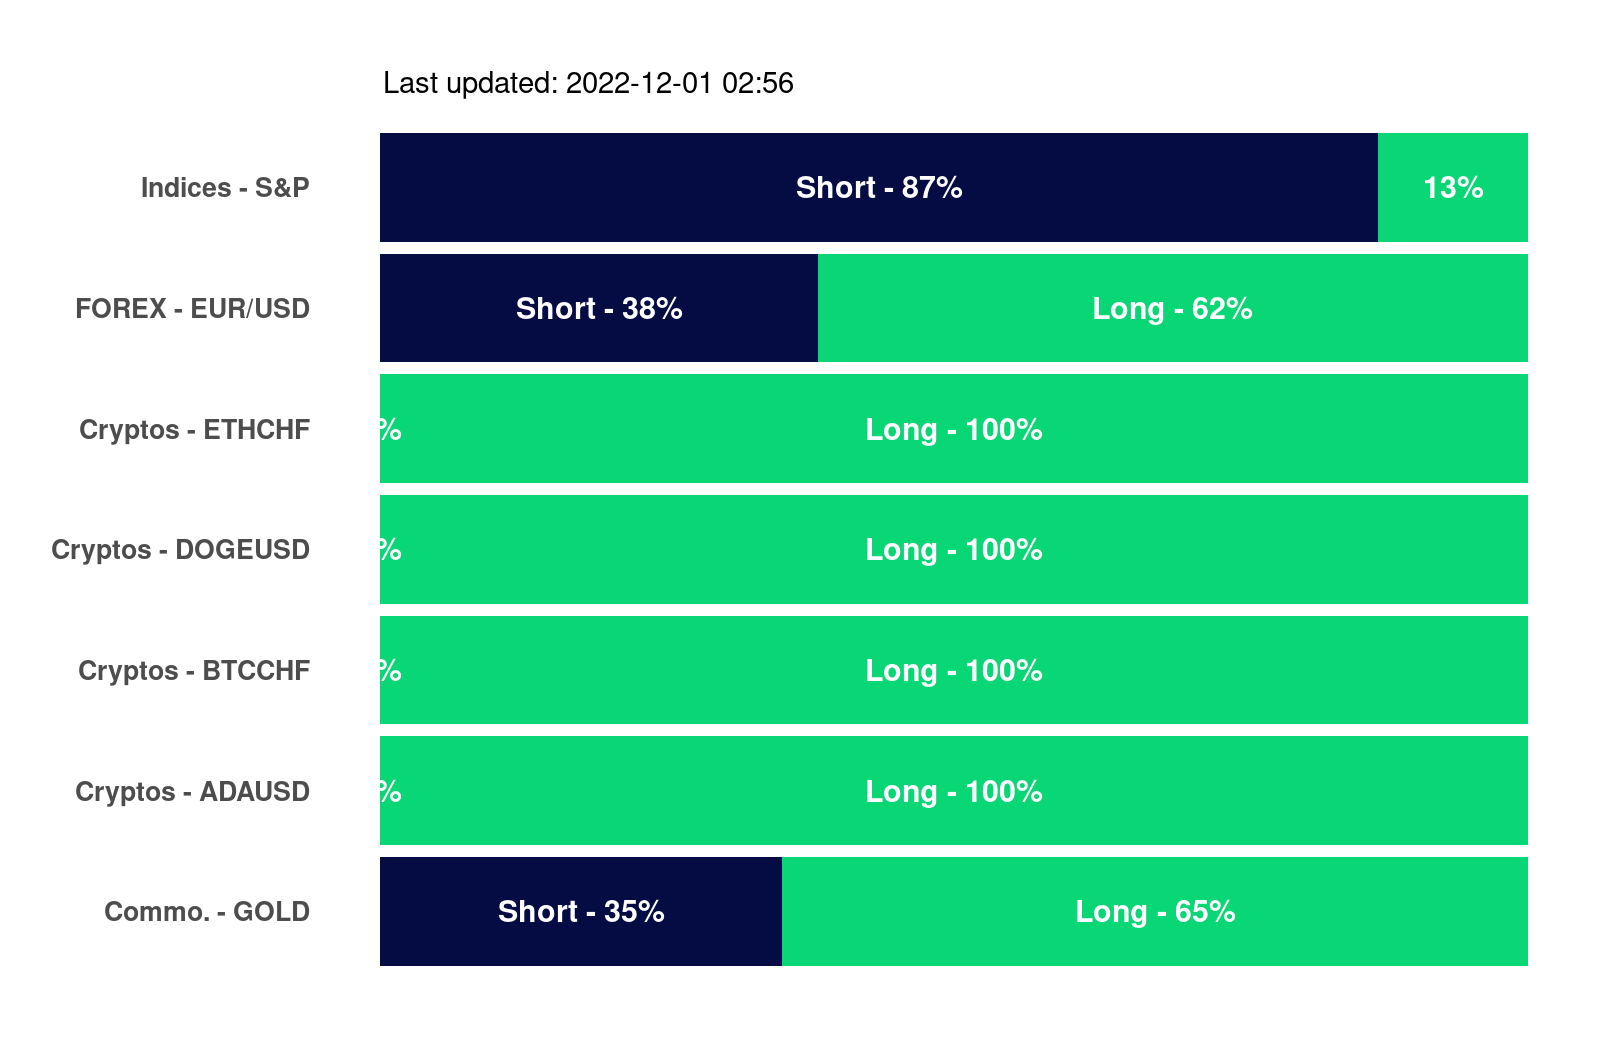 Last updated: 2022-12-01 02:56
Indices - S&P Short - 87% 13%
FOREX - EUR/USD Short - 38% Long - 62%
Cryptos - ETHCHF % Long - 100%
Cryptos - DOGEUSD % Long - 100%
Cryptos - BTCCHF % Long - 100%
Cryptos - ADAUSD % Long - 100%
Commo. - GOLD Short - 35% Long - 65%